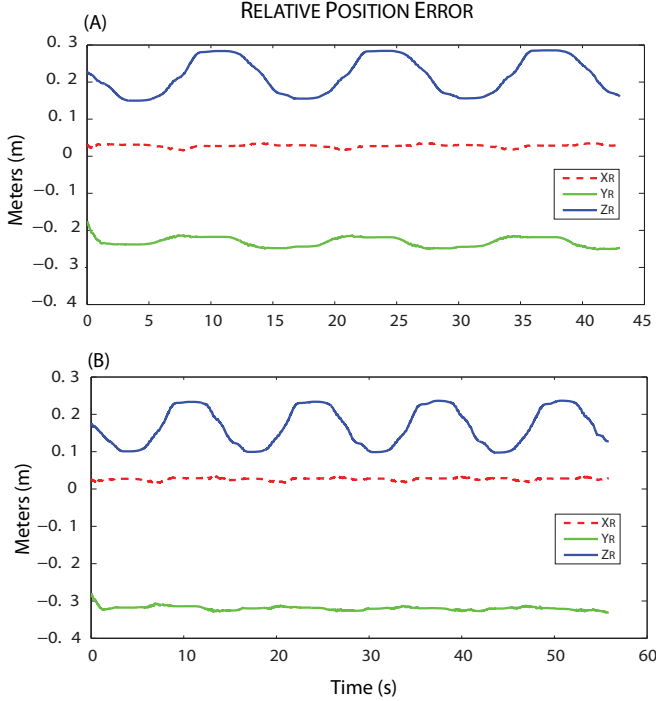 RELATIVE POSITION ERROR
(A)
0. 3
0. 2
0. 1
0
−0. 1
−0. 2
−0. 3
−0. 4
Meters (m)
XR
YR
ZR
0 5 10 15 20 25 30 35 40 45
(B)
0. 3
0. 2
0. 1
0
−0. 1
−0. 2
−0.3
−0. 4
Meters (m)
XR
YR
ZR
0 10 20 30 40 50 60
Time (s)